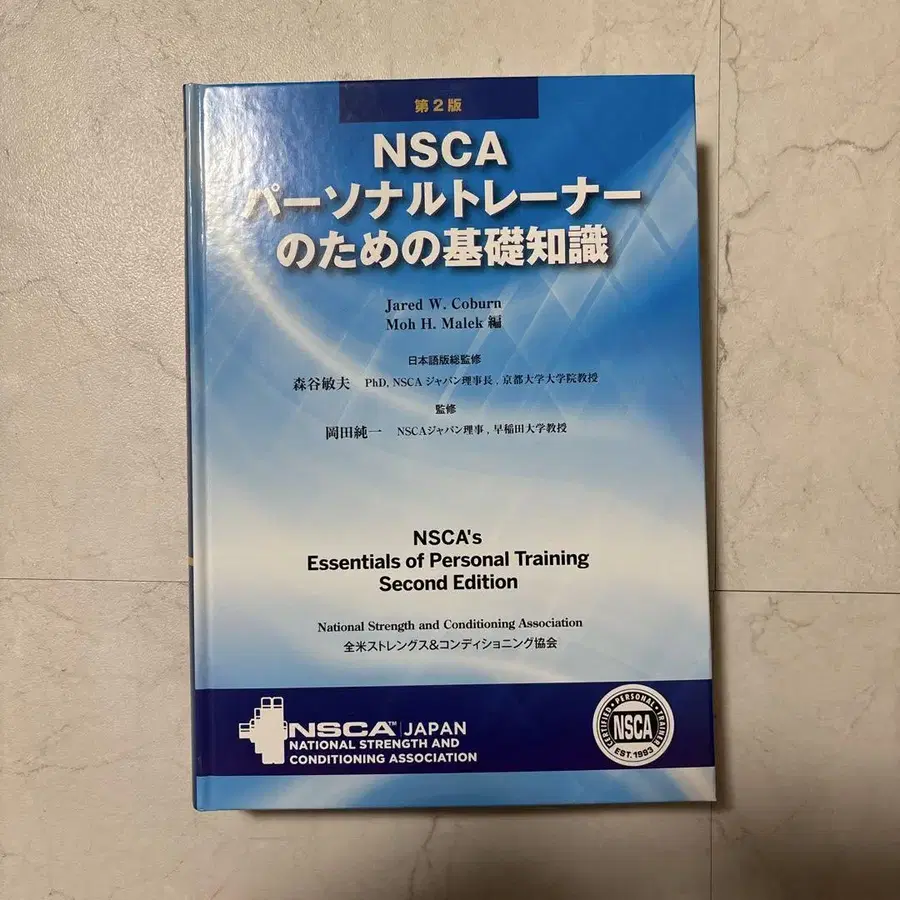 第2版
NSCA
パーソナルトレーナー
のための基礎知識
Jared W. Coburn
Moh H. Malek 編
日本語版総監修
森谷敏夫 PhD, NSCA ジャパン理事長, 京都大学大学院教授
監修
岡田純一 NSCAジャパン理事, 早稲田大学教授
NSCA's
Essentials of Personal Training
Second Edition
National Strength and Conditioning Association
全米ストレングス&コンディショニング協会
NSCA™ JAPAN
NATIONAL STRENGTH AND
CONDITIONING ASSOCIATION
CERTIFIED • PERSONAL • TRAINER
NSCA
EST. 1993